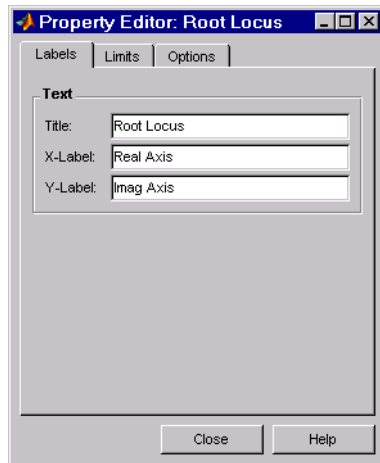 Property Editor: Root Locus
Labels Limits Options
Text
Title: Root Locus
X-Label: Real Axis
Y-Label: Imag Axis
Close Help